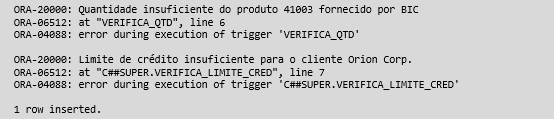 ORA-20000: Quantidade insuficiente do produto 41003 fornecido por BIC
ORA-06512: at "VERIFICA_QTD", line 6
ORA-04088: error during execution of trigger 'VERIFICA_QTD'
ORA-20000: Limite de crédito insuficiente para o cliente Orion Corp.
ORA-06512: at "C##SUPER.VERIFICA_LIMITE_CRED", line 7
ORA-04088: error during execution of trigger 'C##SUPER.VERIFICA_LIMITE_CRED'
1 row inserted.